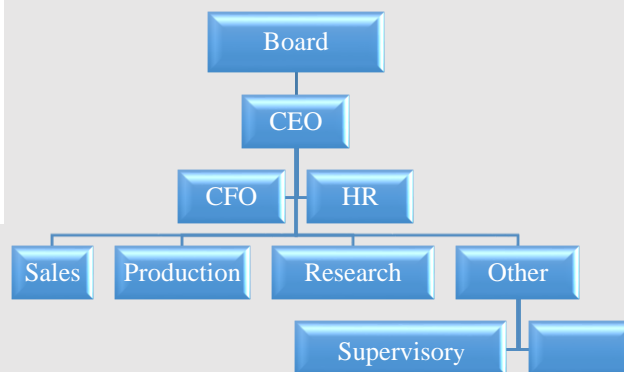 Board
CEO
CFO
HR
Sales
Production
Research
Other
Supervisory